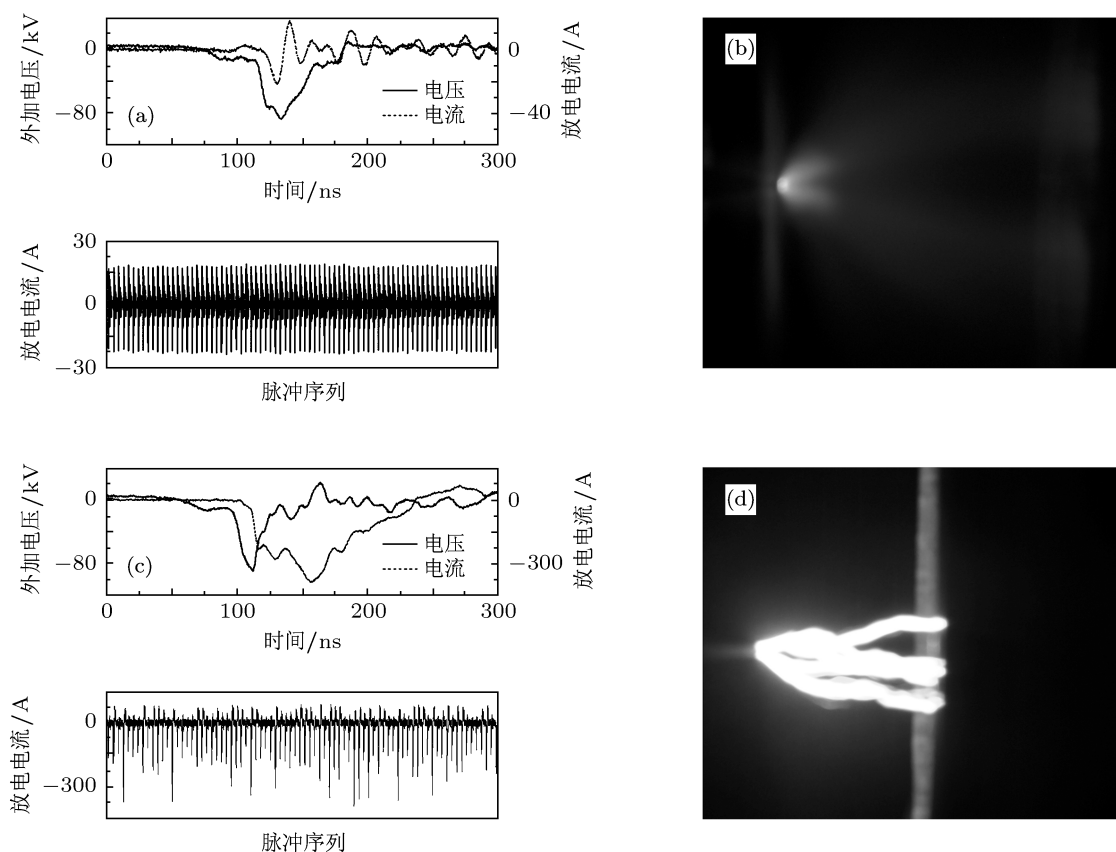 外加电压/kV
0
−80
(a)
电压
电流
0
−40
放电电流/A
0 100 200 300
时间/ns
(b)
放电电流/A
30
0
−30
脉冲序列
外加电压/kV
0
−80
(c)
电压
电流
0
−300
放电电流/A
0 100 200 300
时间/ns
(d)
放电电流/A
0
−300
脉冲序列